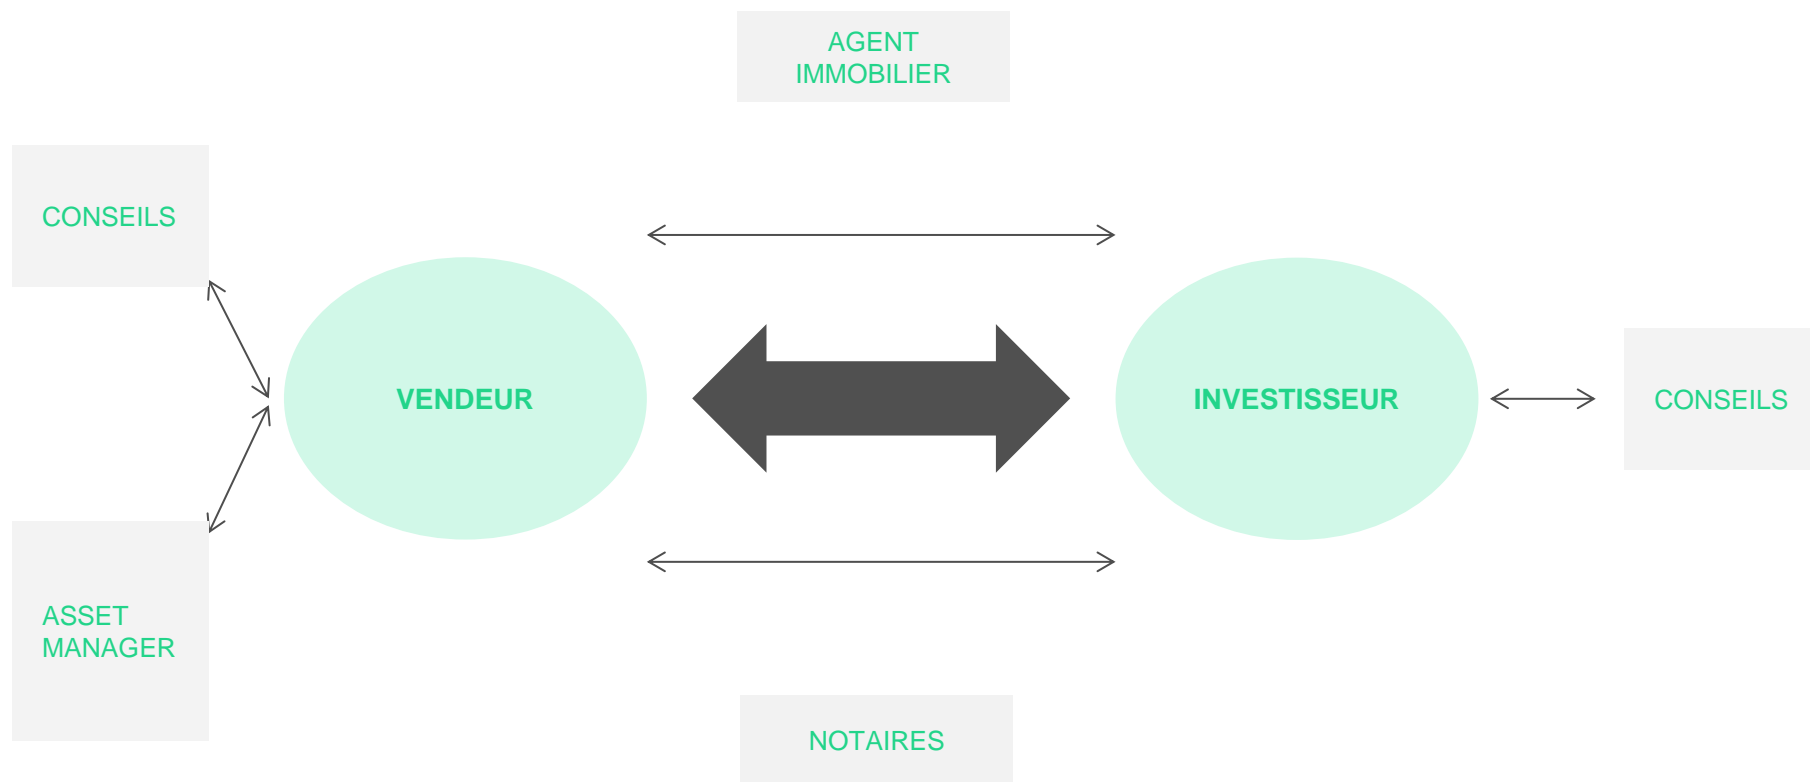 AGENT
IMMOBILIER
CONSEILS
VENDEUR
INVESTISSEUR
CONSEILS
ASSET
MANAGER
NOTAIRES